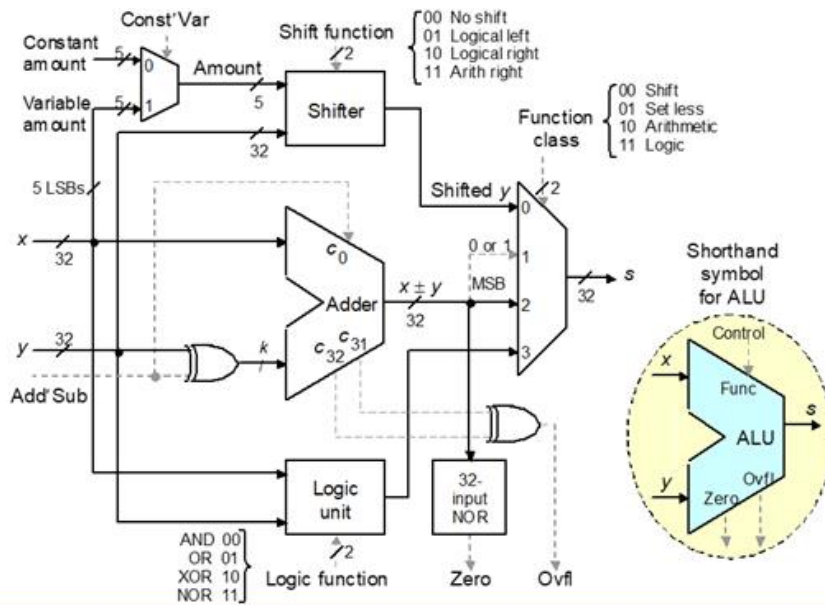 Const'Var
Constant amount
5
0
Variable amount
5
1
Amount
5
32
5 LSBs
Shift function
2
00 No shift
01 Logical left
10 Logical right
11 Arith right
Shifter
Function class
2
00 Shift
01 Set less
10 Arithmetic
11 Logic
Shifted y
0
0 or 1
1
MSB
2
3
32
s
x
32
y
32
Add'Sub
k
c0
Adder
c31
c32
x ± y
32
Logic unit
AND 00
OR 01
XOR 10
NOR 11
2
Logic function
32-input NOR
Zero
Ovfl
Shorthand
symbol
for ALU
Control
x
Func
s
ALU
y
Ovfl
Zero